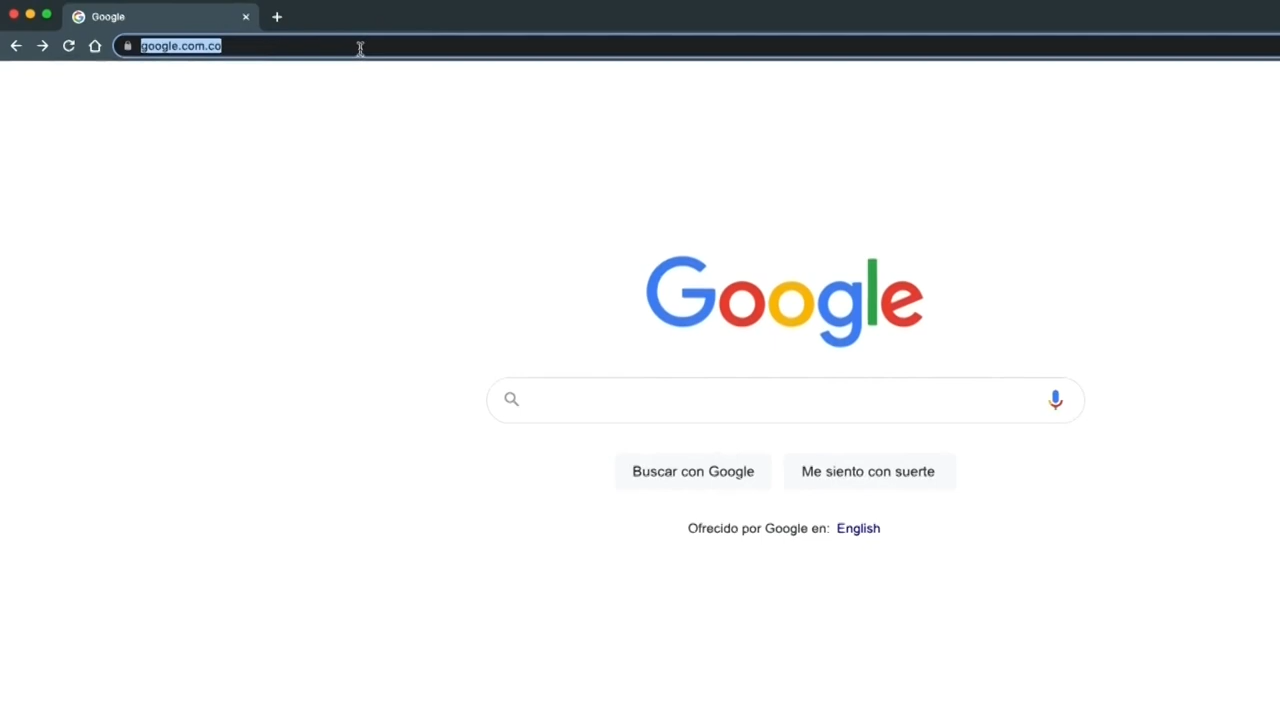 Google
google.com.co
Google
Buscar con Google
Me siento con suerte
Ofrecido por Google en: English